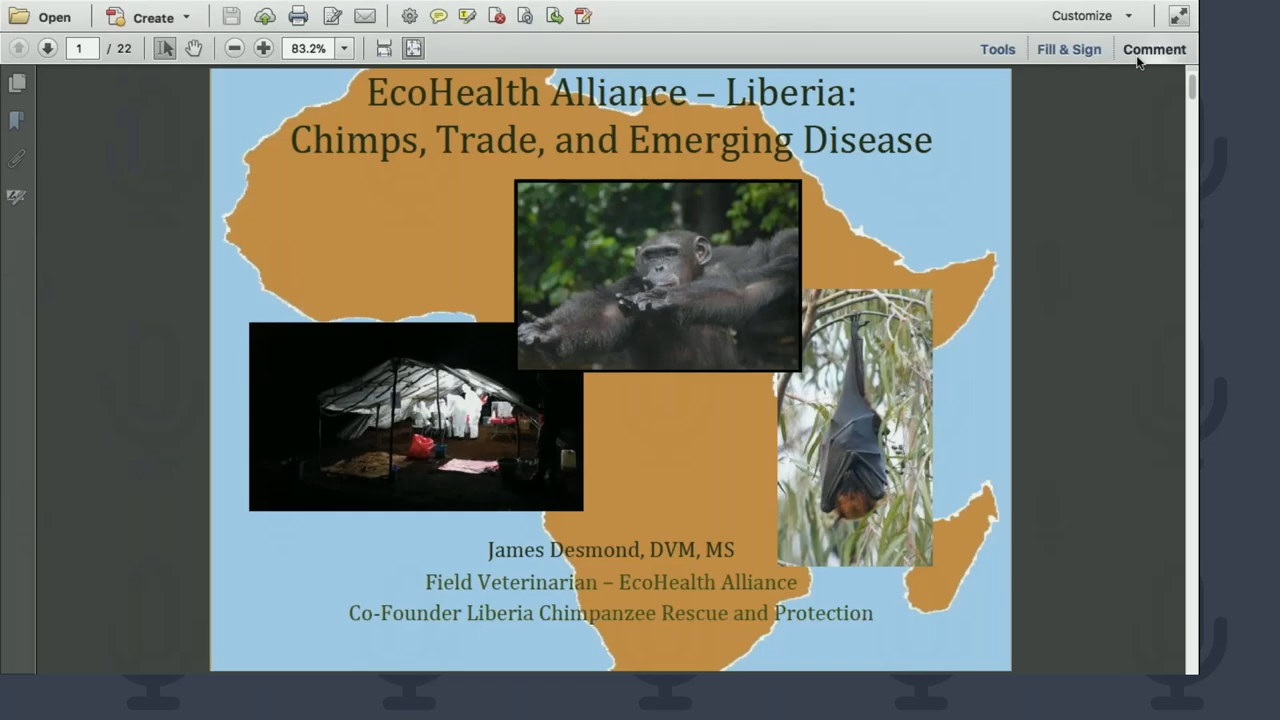 Open
Create
Customize
1 / 22
83.2%
Tools
Fill & Sign
Comment
EcoHealth Alliance – Liberia:
Chimps, Trade, and Emerging Disease
James Desmond, DVM, MS
Field Veterinarian – EcoHealth Alliance
Co-Founder Liberia Chimpanzee Rescue and Protection